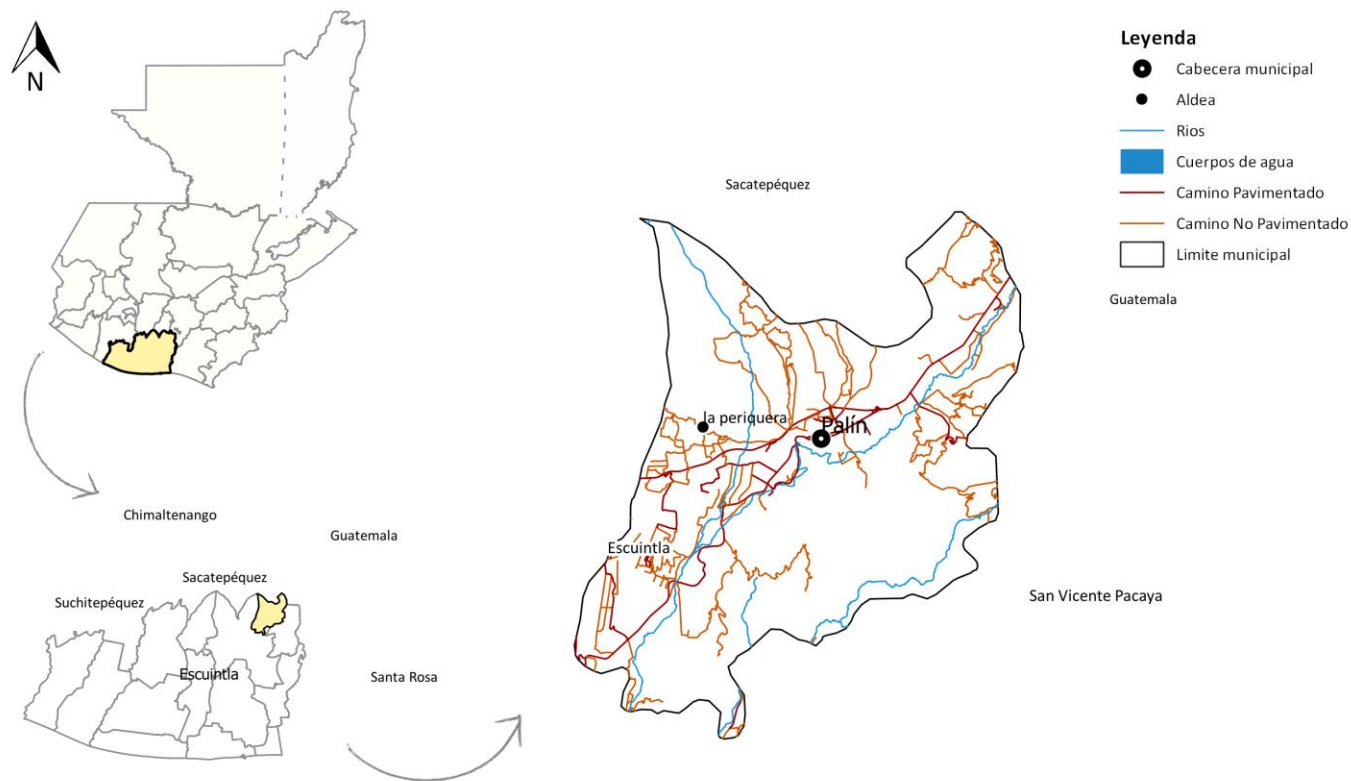 N
Leyenda
Cabecera municipal
Aldea
Rios
Cuerpos de agua
Camino Pavimentado
Camino No Pavimentado
Limite municipal
Sacatepéquez
Guatemala
la periquera
Palín
Escuintla
San Vicente Pacaya
Chimaltenango
Guatemala
Sacatepéquez
Suchitepéquez
Escuintla
Santa Rosa